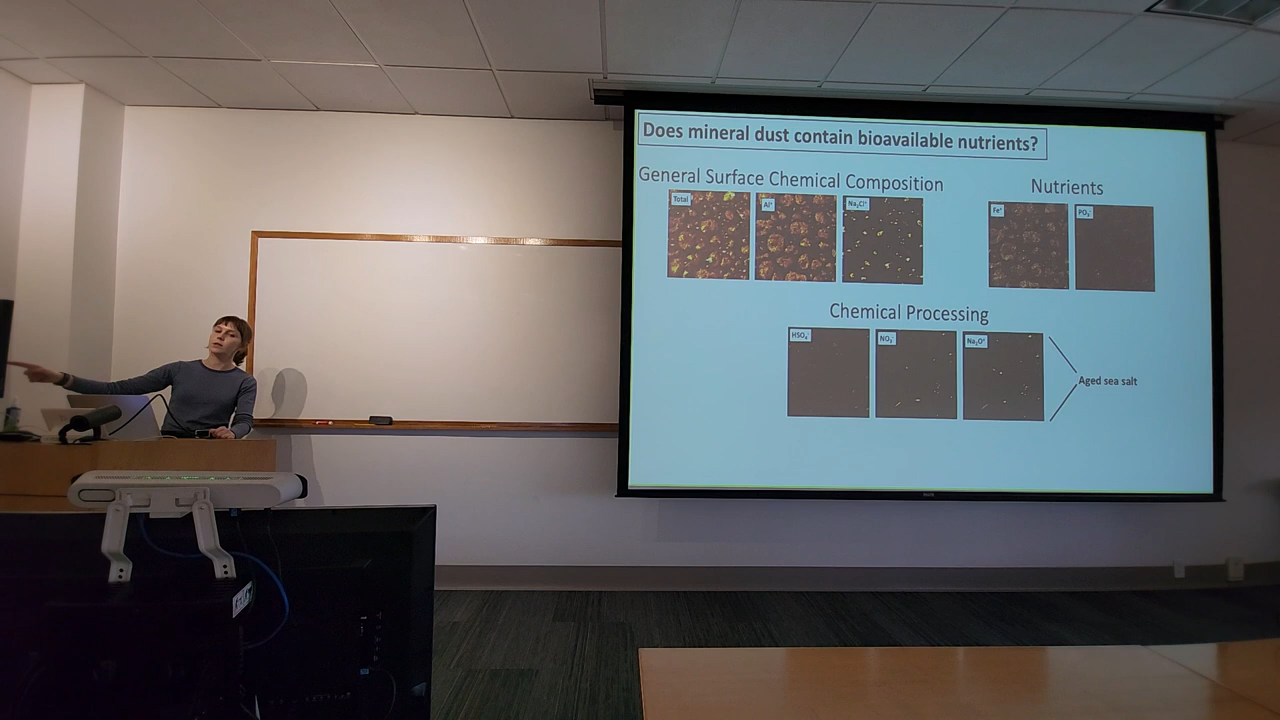 Does mineral dust contain bioavailable nutrients?
General Surface Chemical Composition
Nutrients
Total
Al⁺
Na₂Cl⁺
Fe⁺
PO₃⁻
Chemical Processing
HSO₄⁻
NO₃⁻
Na₂O⁺
Aged sea salt